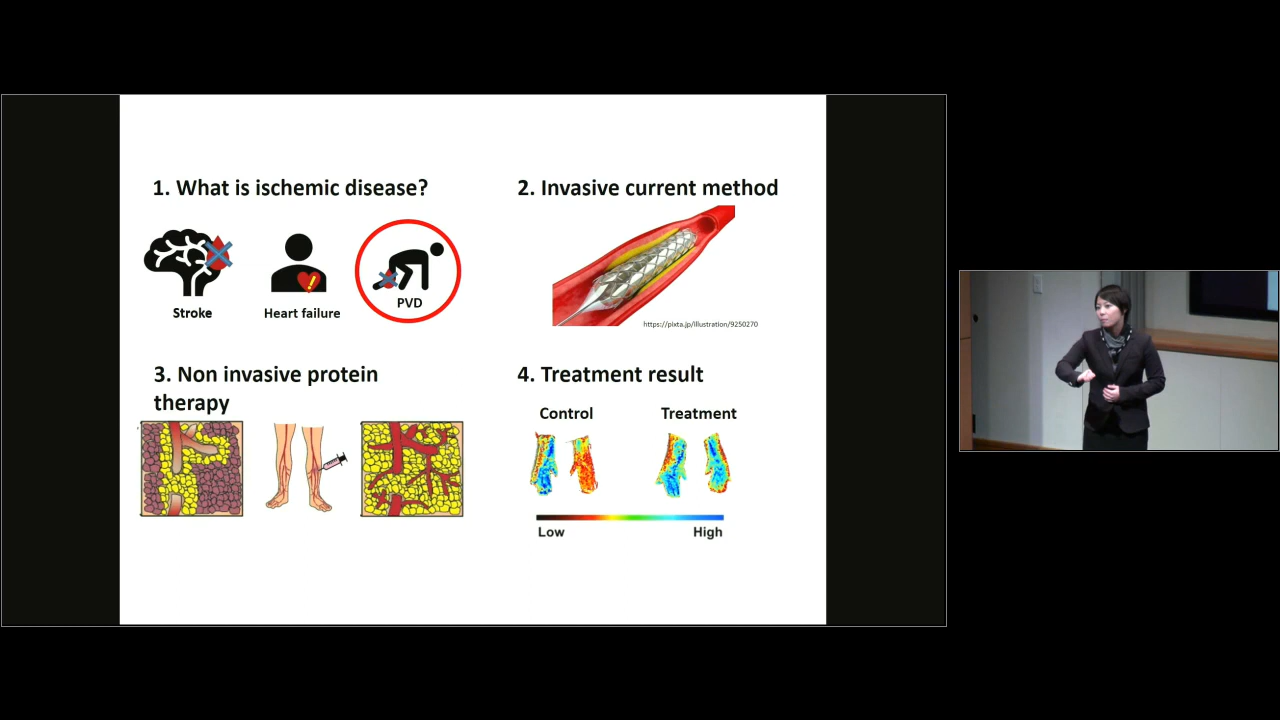 1. What is ischemic disease?
Stroke
Heart failure
PVD
2. Invasive current method
https://pixta.jp/illustration/9250270
3. Non invasive protein
therapy
4. Treatment result
Control
Treatment
Low
High